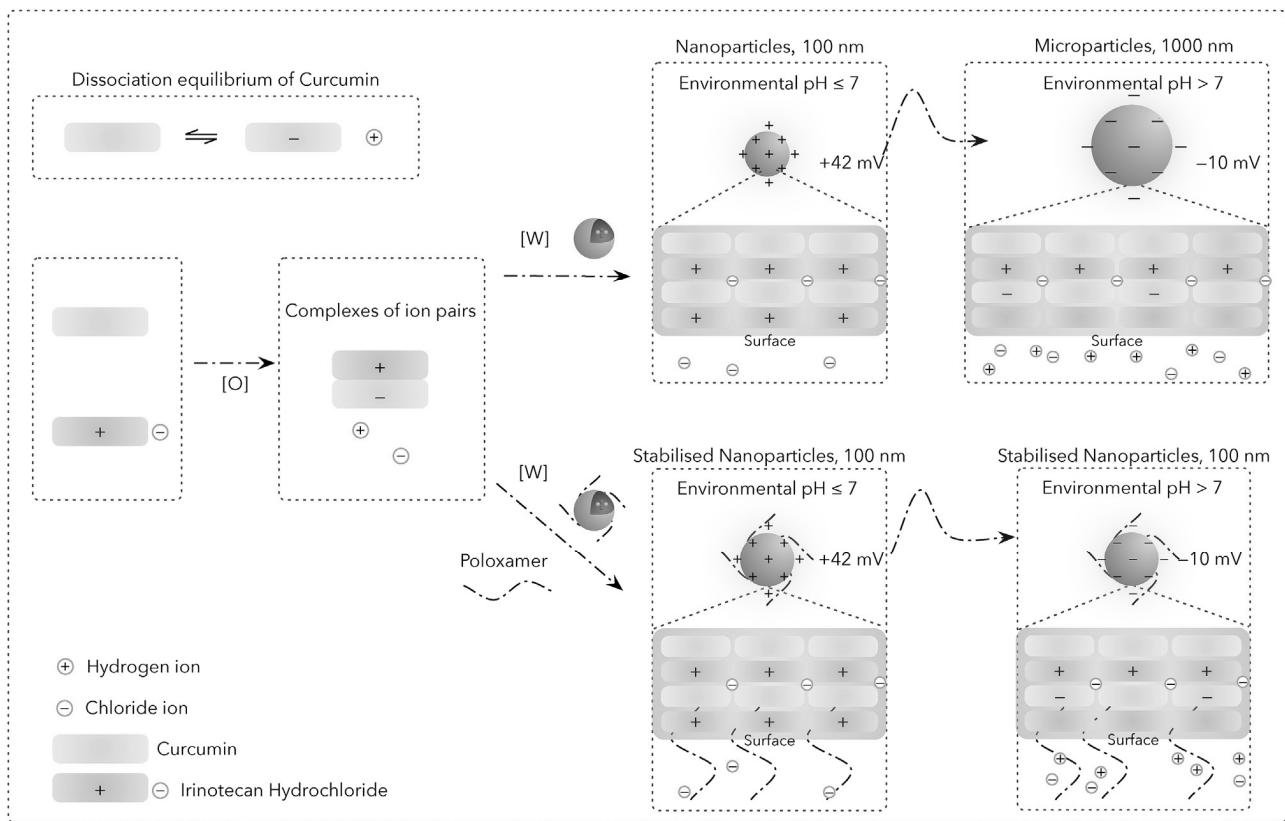 Dissociation equilibrium of Curcumin
−
+
Nanoparticles, 100 nm
Environmental pH ≤ 7
+42 mV
Surface
Microparticles, 1000 nm
Environmental pH > 7
−10 mV
Surface
[W]
[O]
Complexes of ion pairs
+
−
+
−
[W]
Poloxamer
Stabilised Nanoparticles, 100 nm
Environmental pH ≤ 7
+42 mV
Surface
Stabilised Nanoparticles, 100 nm
Environmental pH > 7
−10 mV
Surface
+ Hydrogen ion
− Chloride ion
Curcumin
+ − Irinotecan Hydrochloride